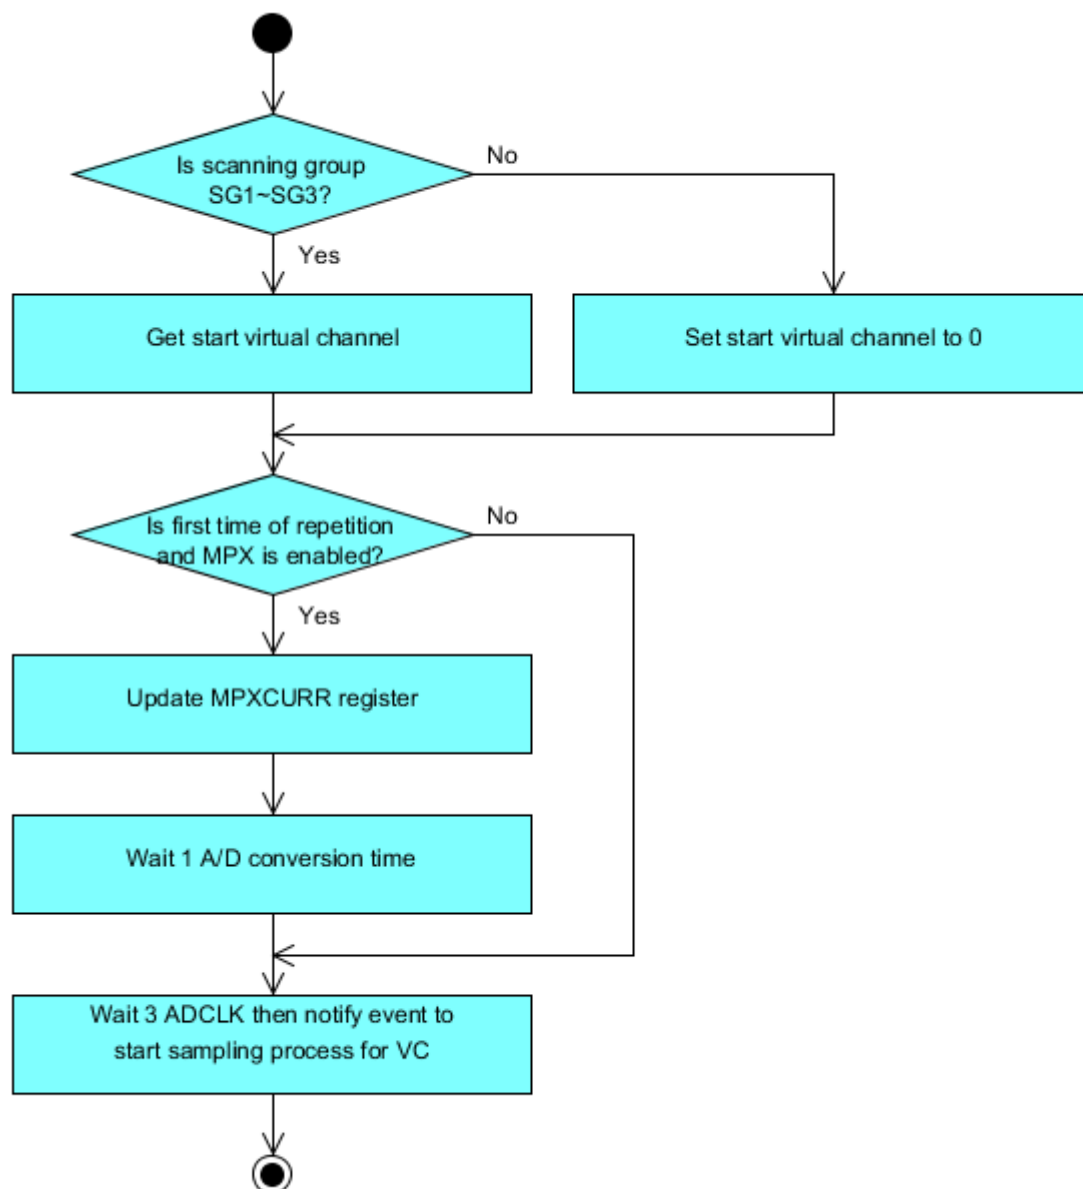 Is scanning group
SG1~SG3?
No
Yes
Get start virtual channel
Set start virtual channel to 0
Is first time of repetition
and MPX is enabled?
No
Yes
Update MPXCURR register
Wait 1 A/D conversion time
Wait 3 ADCLK then notify event to
start sampling process for VC